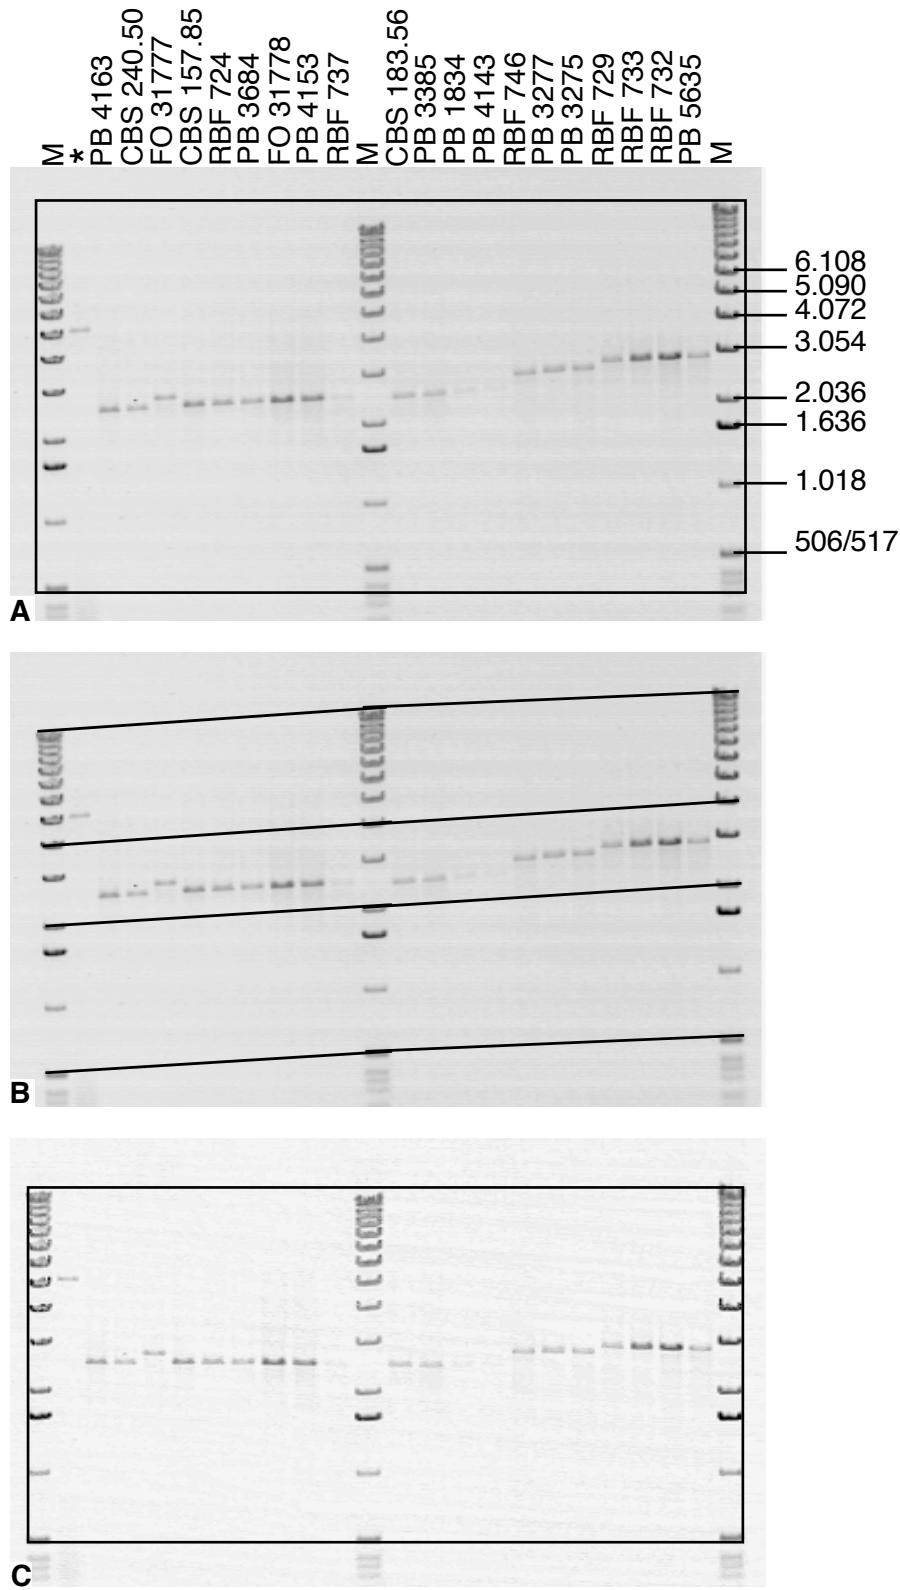 M
*
PB 4163
CBS 240.50
FO 31777
CBS 157.85
RBF 724
PB 3684
FO 31778
PB 4153
RBF 737
M
CBS 183.56
PB 3385
PB 1834
PB 4143
RBF 746
PB 3277
PB 3275
RBF 729
RBF 733
RBF 732
PB 5635
M
6.108
5.090
4.072
3.054
2.036
1.636
1.018
506/517
A
B
C